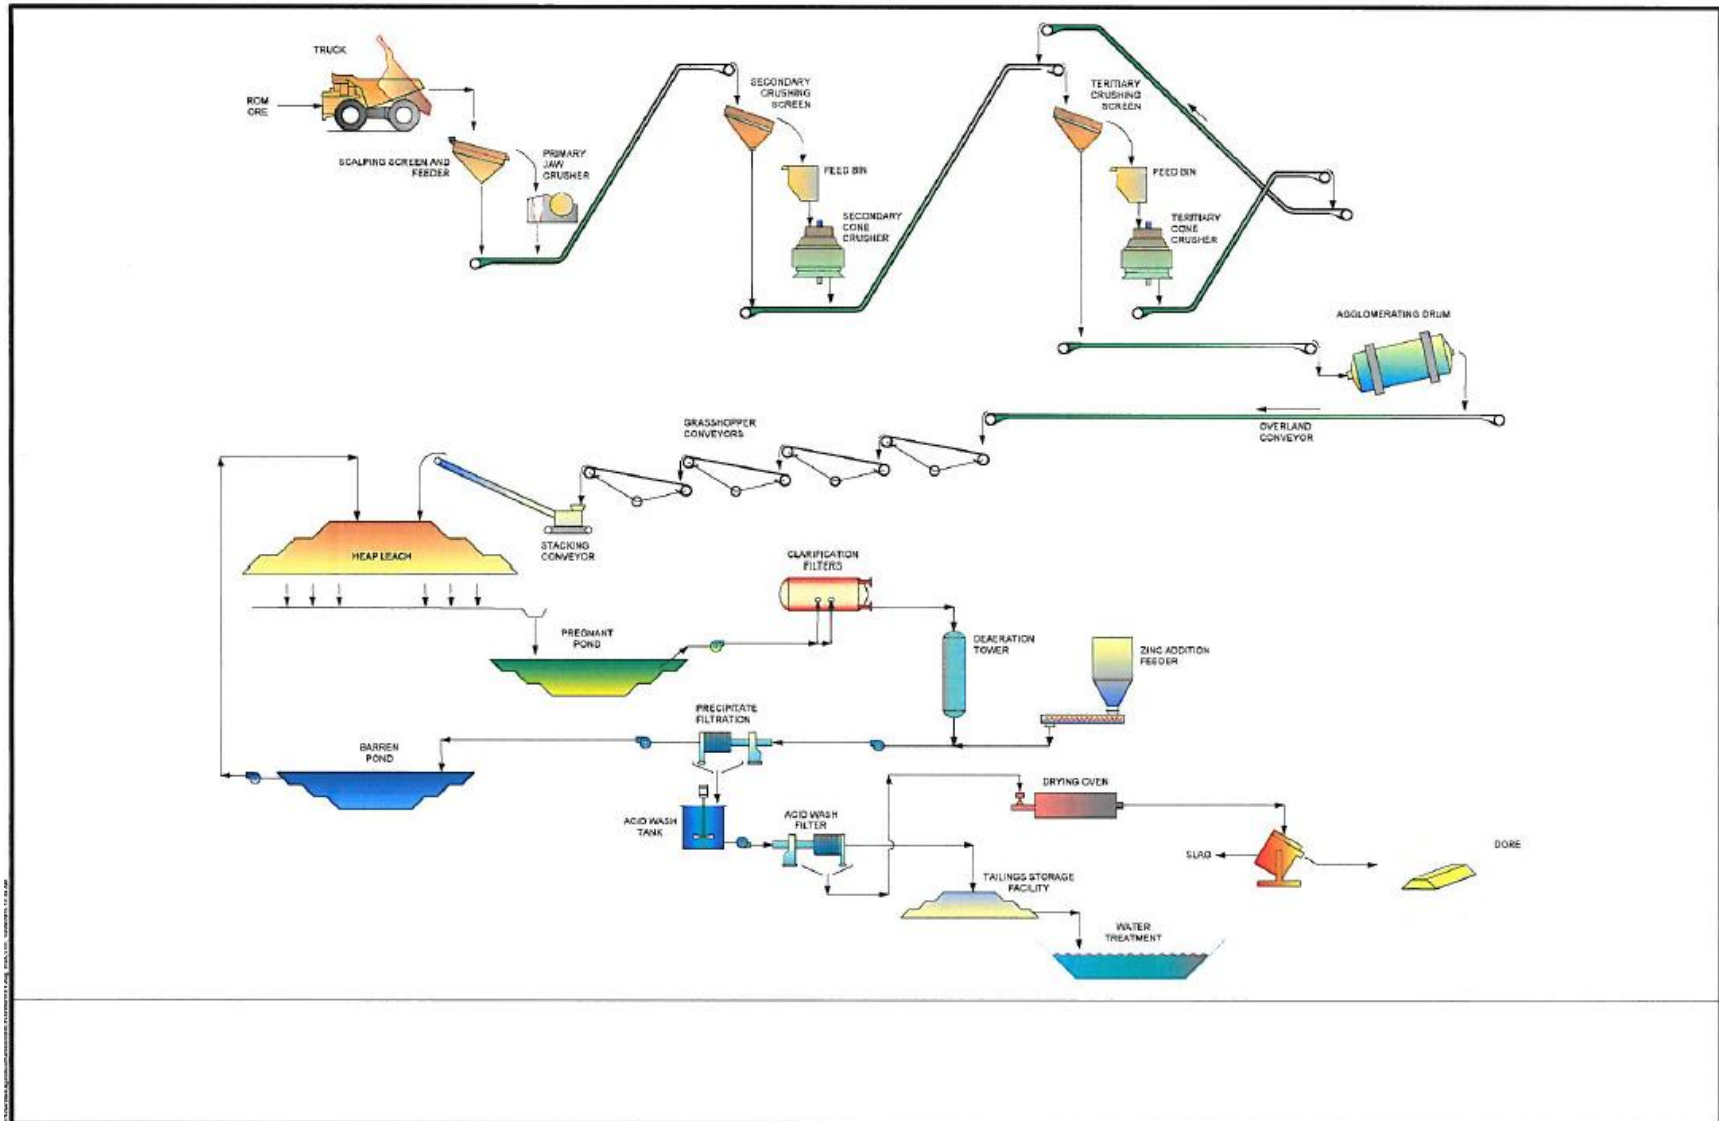 TRUCK
ROM
ORE
SCALPING SCREEN AND
FEEDER
PRIMARY
JAW
CRUSHER
SECONDARY
CRUSHING
SCREEN
FEED BIN
SECONDARY
CONE
CRUSHER
TERITIARY
CRUSHING
SCREEN
FEED BIN
TERITIARY
CONE
CRUSHER
AGGLOMERATING DRUM
OVERLAND
CONVEYOR
GRASSHOPPER
CONVEYORS
STACKING
CONVEYOR
HEAP LEACH
CLARIFICATION
FILTERS
PREGNANT
POND
DEAERATION
TOWER
ZINC ADDITION
FEEDER
PRECIPITATE
FILTRATION
BARREN
POND
DRYING OVEN
ACID WASH
TANK
ACID WASH
FILTER
SLAG
DORE
TAILINGS STORAGE
FACILITY
WATER
TREATMENT